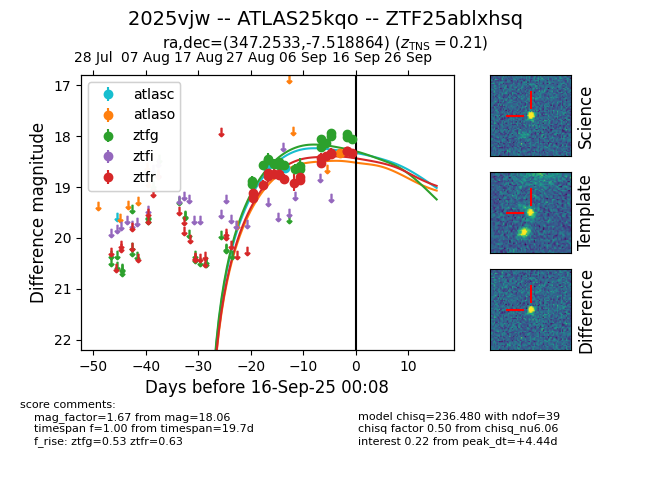 2025vjw -- ATLAS25kqo -- ZTF25ablxhsq
ra,dec=(347.2533,-7.518864) (z_TNS = 0.21)
28 Jul 07 Aug 17 Aug 27 Aug 06 Sep 16 Sep 26 Sep
atlasc
atlaso
ztfg
ztfi
ztfr
17
18
19
20
21
22
Difference magnitude
−50 −40 −30 −20 −10 0 10
Days before 16-Sep-25 00:08
Science
Template
Difference
score comments:
mag_factor=1.67 from mag=18.06
timespan f=1.00 from timespan=19.7d
f_rise: ztfg=0.53 ztfr=0.63
model chisq=236.480 with ndof=39
chisq factor 0.50 from chisq_nu6.06
interest 0.22 from peak_dt=+4.44d